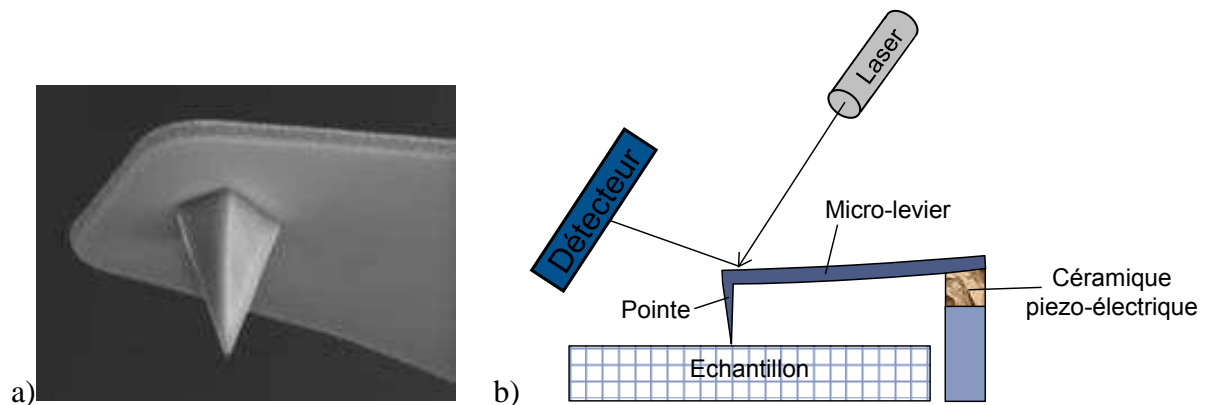 Laser
Détecteur
Micro-levier
Pointe
Céramique
piezo-électrique
Echantillon
a)
b)